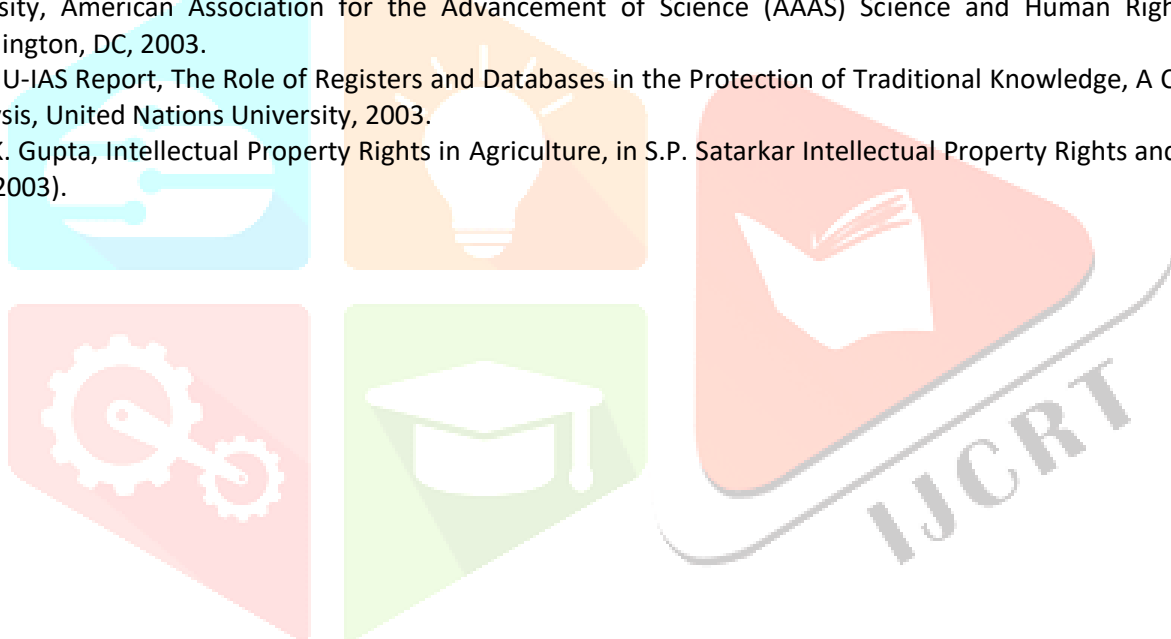 sity, American Association for the Advancement of Science (AAAS) Science and Human Righ
ington, DC, 2003.
U-IAS Report, The Role of Registers and Databases in the Protection of Traditional Knowledge, A C
sis, United Nations University, 2003.
. Gupta, Intellectual Property Rights in Agriculture, in S.P. Satarkar Intellectual Property Rights and
2003).
IJCRT